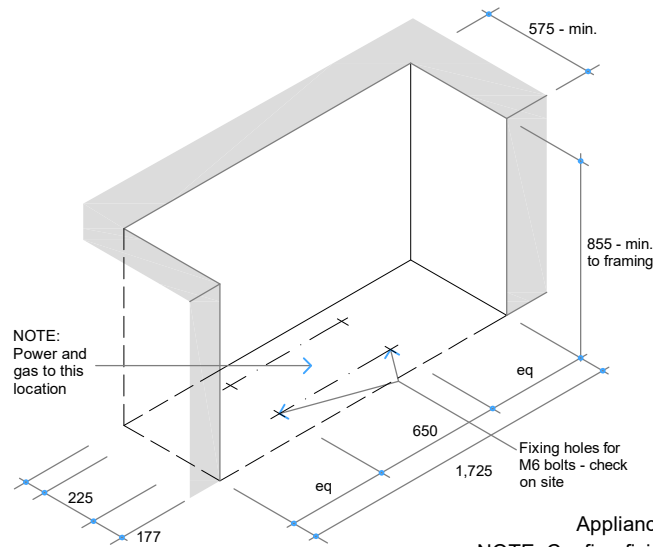 575 - min.
855 - min.
to framing
NOTE:
Power and
gas to this
location
eq
650
Fixing holes for
M6 bolts - check
on site
1,725
eq
225
177